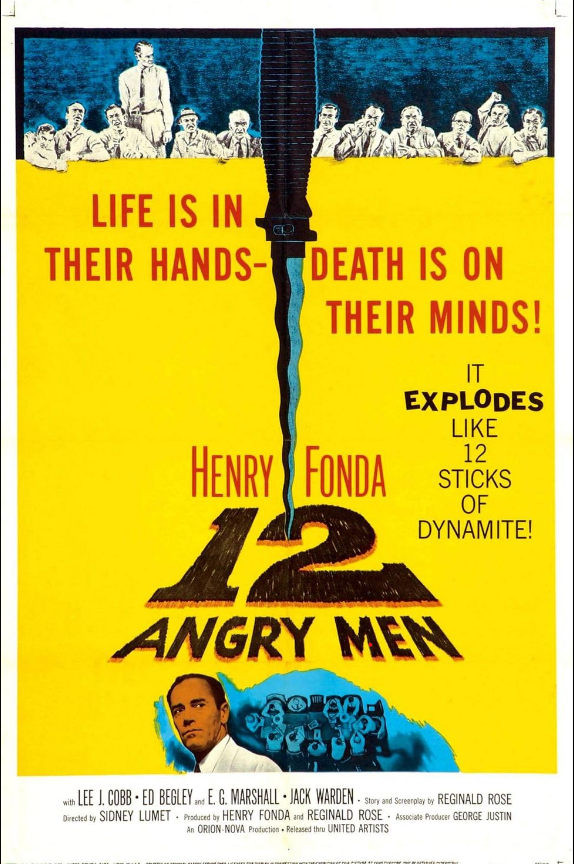 LIFE IS IN
THEIR HANDS- DEATH IS ON
THEIR MINDS!
IT
EXPLODES
LIKE
12
STICKS
OF
DYNAMITE!
HENRY FONDA
12
ANGRY MEN
with LEE J. COBB • ED BEGLEY and E. G. MARSHALL • JACK WARDEN • Story and Screenplay by REGINALD ROSE
Directed by SIDNEY LUMET • Produced by HENRY FONDA and REGINALD ROSE • Associate Producer GEORGE JUSTIN
An ORION-NOVA Production • Released thru UNITED ARTISTS